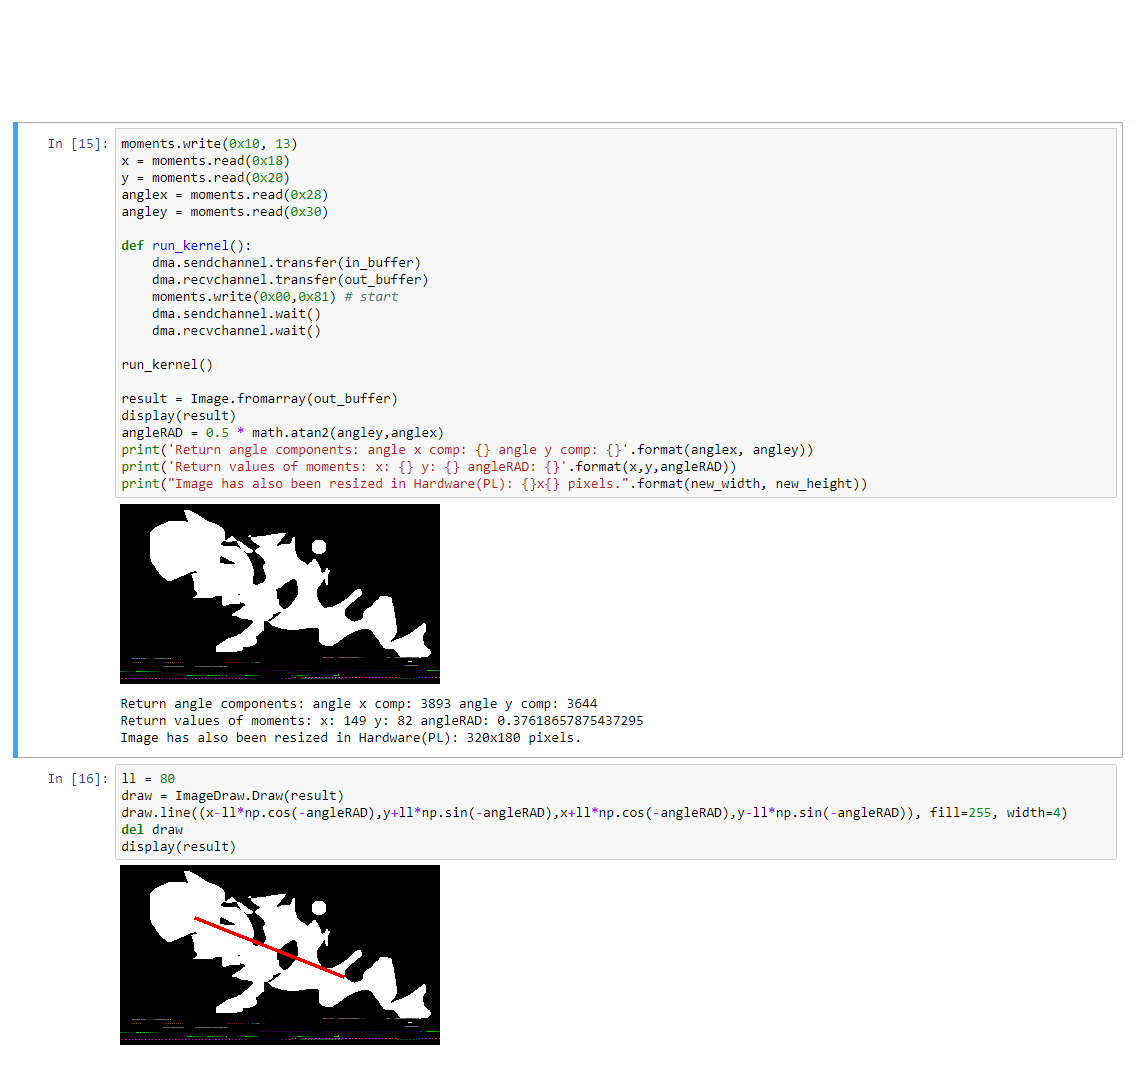 In [15]:
moments.write(0x10, 13)
x = moments.read(0x18)
y = moments.read(0x20)
anglex = moments.read(0x28)
angley = moments.read(0x30)
def run_kernel():
    dma.sendchannel.transfer(in_buffer)
    dma.recvchannel.transfer(out_buffer)
    moments.write(0x00,0x81) # start
    dma.sendchannel.wait()
    dma.recvchannel.wait()
run_kernel()
result = Image.fromarray(out_buffer)
display(result)
angleRAD = 0.5 * math.atan2(angley,anglex)
print('Return angle components: angle x comp: {} angle y comp: {}'.format(anglex, angley))
print('Return values of moments: x: {} y: {} angleRAD: {}'.format(x,y,angleRAD))
print("Image has also been resized in Hardware(PL): {}x{} pixels.".format(new_width, new_height))
Return angle components: angle x comp: 3893 angle y comp: 3644
Return values of moments: x: 149 y: 82 angleRAD: 0.37618657875437295
Image has also been resized in Hardware(PL): 320x180 pixels.
In [16]:
ll = 80
draw = ImageDraw.Draw(result)
draw.line((x-ll*np.cos(-angleRAD),y+ll*np.sin(-angleRAD),x+ll*np.cos(-angleRAD),y-ll*np.sin(-angleRAD)), fill=255, width=4)
del draw
display(result)